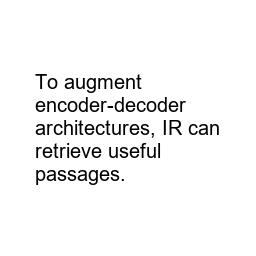 To augment
encoder-decoder
architectures, IR can
retrieve useful
passages.